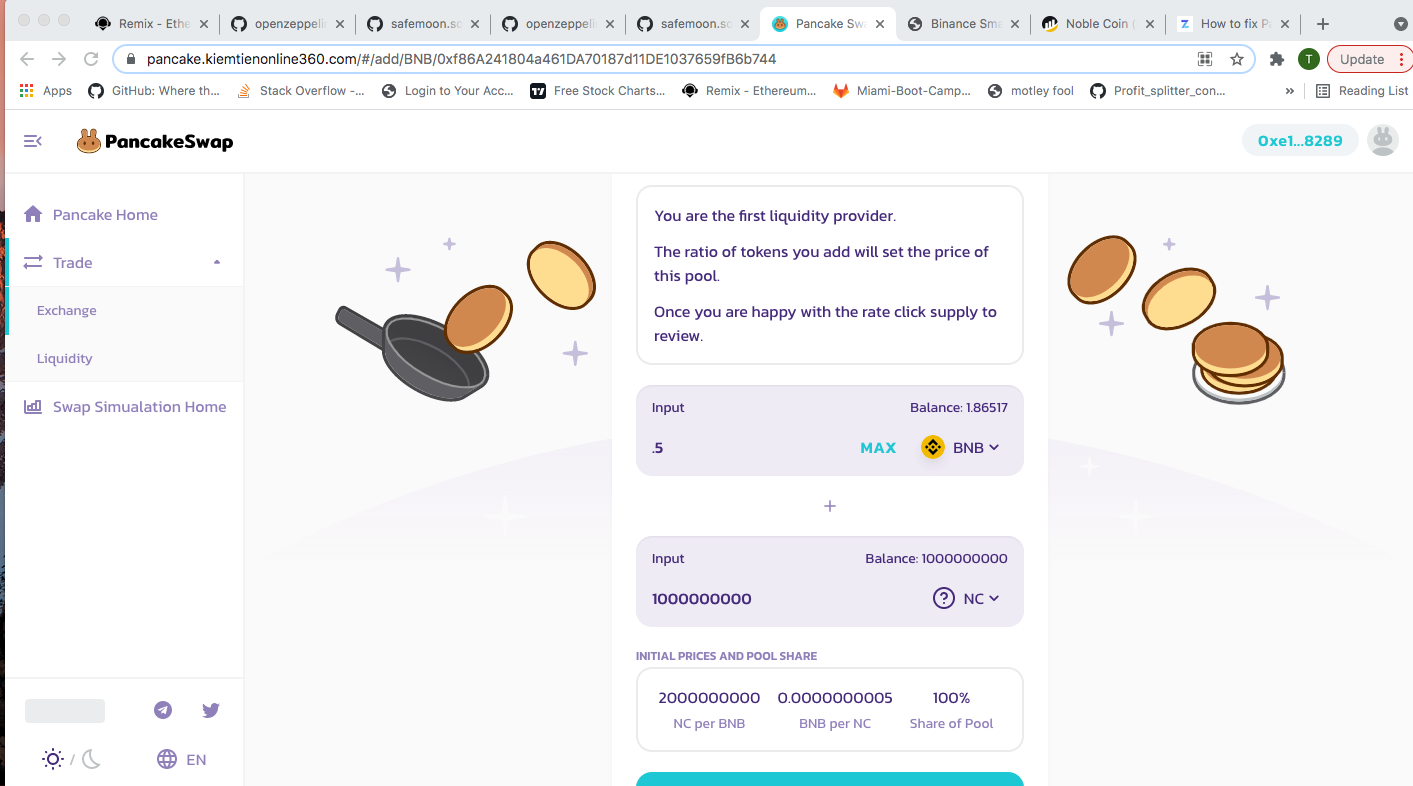 Remix - Ethe
openzeppeli
safemoon.so
openzeppeli
safemoon.so
Pancake Swa
Binance Sma
Noble Coin (
How to fix Pa
pancake.kiemtienonline360.com/#/add/BNB/0xf86A241804a461DA70187d11DE1037659fB6b744
T
Update
Apps
GitHub: Where th...
Stack Overflow -...
Login to Your Acc...
Free Stock Charts...
Remix - Ethereum...
Miami-Boot-Camp...
motley fool
Profit_splitter_con...
»
Reading List
PancakeSwap
0xe1...8289
Pancake Home
Trade
Exchange
Liquidity
Swap Simualation Home
/
EN
You are the first liquidity provider.
The ratio of tokens you add will set the price of
this pool.
Once you are happy with the rate click supply to
review.
Input
Balance: 1.86517
.5
MAX
BNB
+
Input
Balance: 1000000000
1000000000
? NC
INITIAL PRICES AND POOL SHARE
2000000000 0.0000000005 100%
NC per BNB BNB per NC Share of Pool